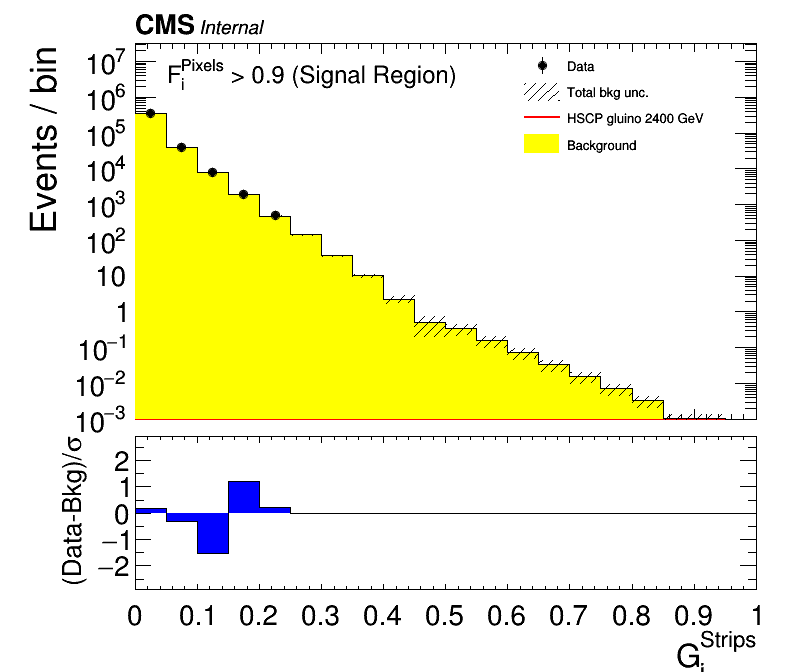 CMS Internal
F_i^Pixels > 0.9 (Signal Region)
Data
Total bkg unc.
HSCP gluino 2400 GeV
Background
Events / bin
10^7
10^6
10^5
10^4
10^3
10^2
10
1
10^−1
10^−2
10^−3
(Data-Bkg)/σ
2
1
0
−1
−2
0 0.1 0.2 0.3 0.4 0.5 0.6 0.7 0.8 0.9 1
G_i^Strips